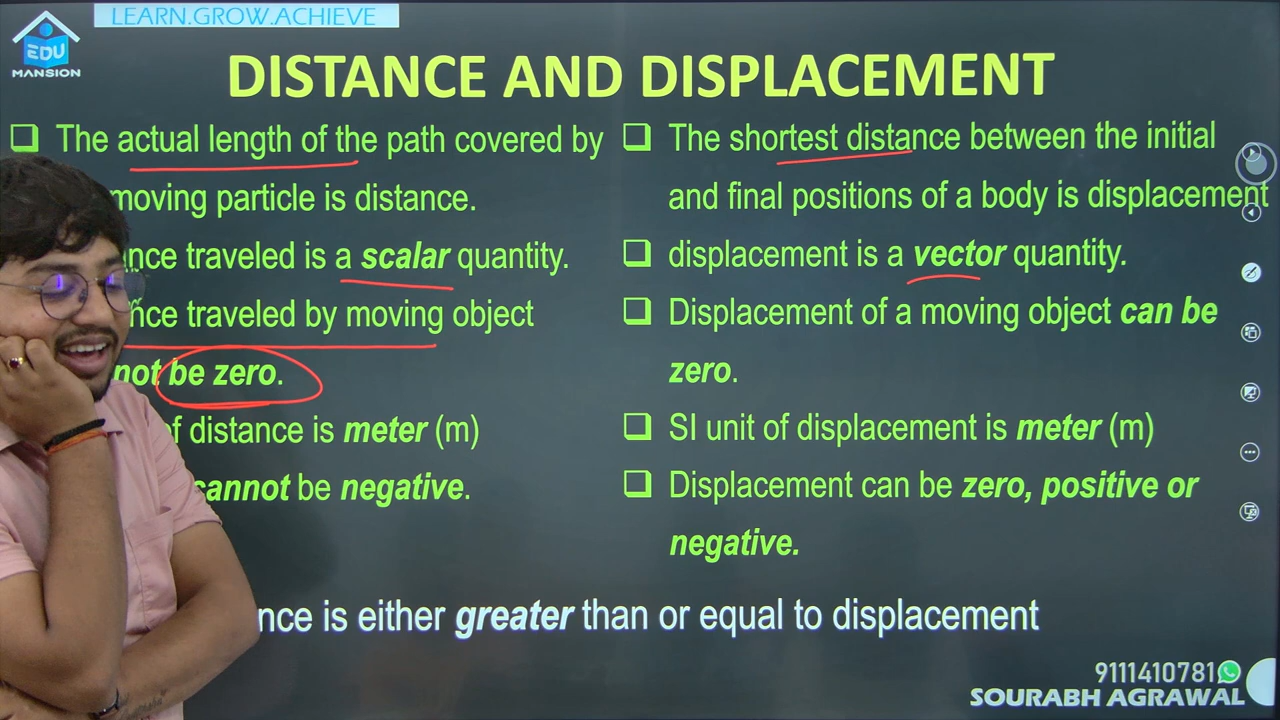 LEARN.GROW.ACHIEVE
EDU
MANSION
DISTANCE AND DISPLACEMENT
The actual length of the path covered by
moving particle is distance.
nce traveled is a scalar quantity.
nce traveled by moving object
not be zero.
of distance is meter (m)
cannot be negative.
The shortest distance between the initial
and final positions of a body is displacement
displacement is a vector quantity.
Displacement of a moving object can be
zero.
SI unit of displacement is meter (m)
Displacement can be zero, positive or
negative.
nce is either greater than or equal to displacement
9111410781
SOURABH AGRAWAL